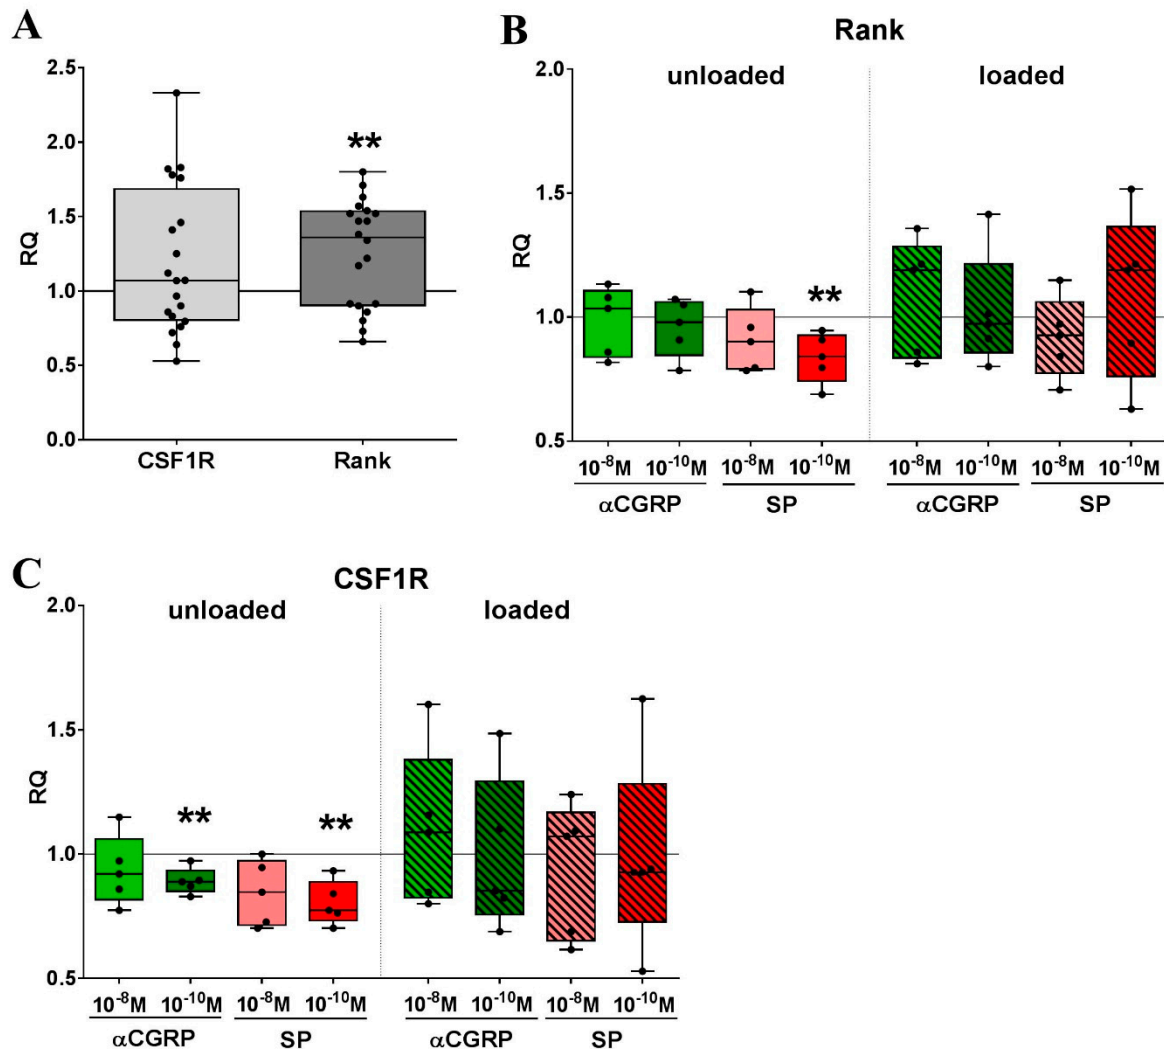 A
2.5
2.0
1.5
1.0
0.5
0.0
RQ
**
CSF1R Rank
B
Rank
unloaded loaded
2.0
1.5
1.0
0.5
RQ
**
10⁻⁸M 10⁻¹⁰M 10⁻⁸M 10⁻¹⁰M 10⁻⁸M 10⁻¹⁰M 10⁻⁸M 10⁻¹⁰M
αCGRP SP αCGRP SP
C
CSF1R
unloaded loaded
2.0
1.5
1.0
0.5
RQ
** **
10⁻⁸M 10⁻¹⁰M 10⁻⁸M 10⁻¹⁰M 10⁻⁸M 10⁻¹⁰M 10⁻⁸M 10⁻¹⁰M
αCGRP SP αCGRP SP